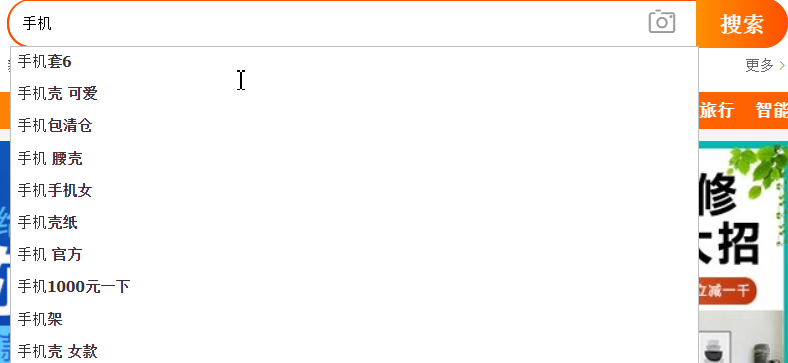 手机
搜索
手机套6
更多 >
手机壳 可爱
旅行 智能
手机包清仓
手机 腰壳
手机手机女
修
手机壳纸
大招
手机 官方
手机1000元一下
立减一千
手机架
手机壳 女款